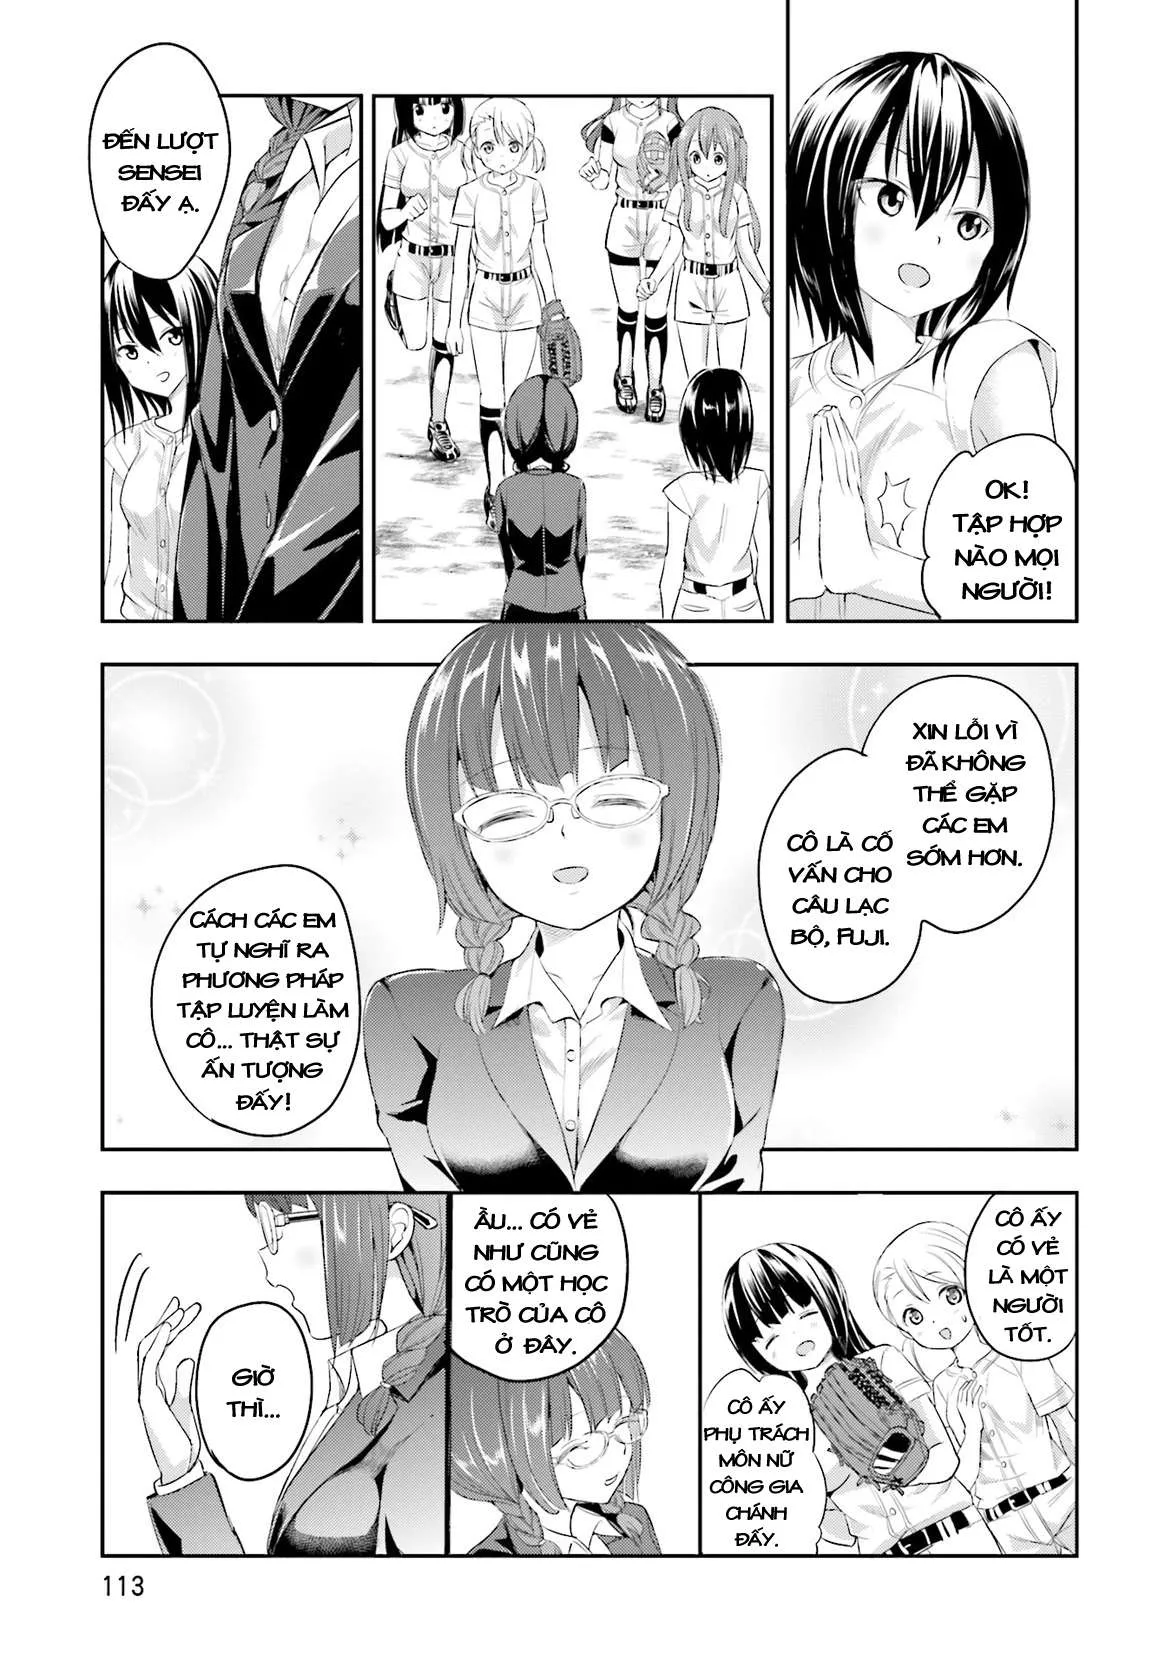 OK!
TẬP HỢP
NÀO MỌI
NGƯỜI!
ĐẾN LƯỢT
SENSEI
ĐẤY Ạ.
XIN LỖI VÌ
ĐÃ KHÔNG
THỂ GẶP
CÁC EM
SỚM HƠN.
CÔ LÀ CỐ
VẤN CHO
CÂU LẠC
BỘ, FUJI.
CÁCH CÁC EM
TỰ NGHĨ RA
PHƯƠNG PHÁP
TẬP LUYỆN LÀM
CÔ... THẬT SỰ
ẤN TƯỢNG
ĐẤY!
CÔ ẤY
CÓ VẺ
LÀ MỘT
NGƯỜI
TỐT.
CÔ ẤY
PHỤ TRÁCH
MÔN NỮ
CÔNG GIA
CHÁNH
ĐẤY.
ẦU... CÓ VẺ
NHƯ CŨNG
CÓ MỘT HỌC
TRÒ CỦA CÔ
Ở ĐÂY.
GIỜ
THÌ...
113